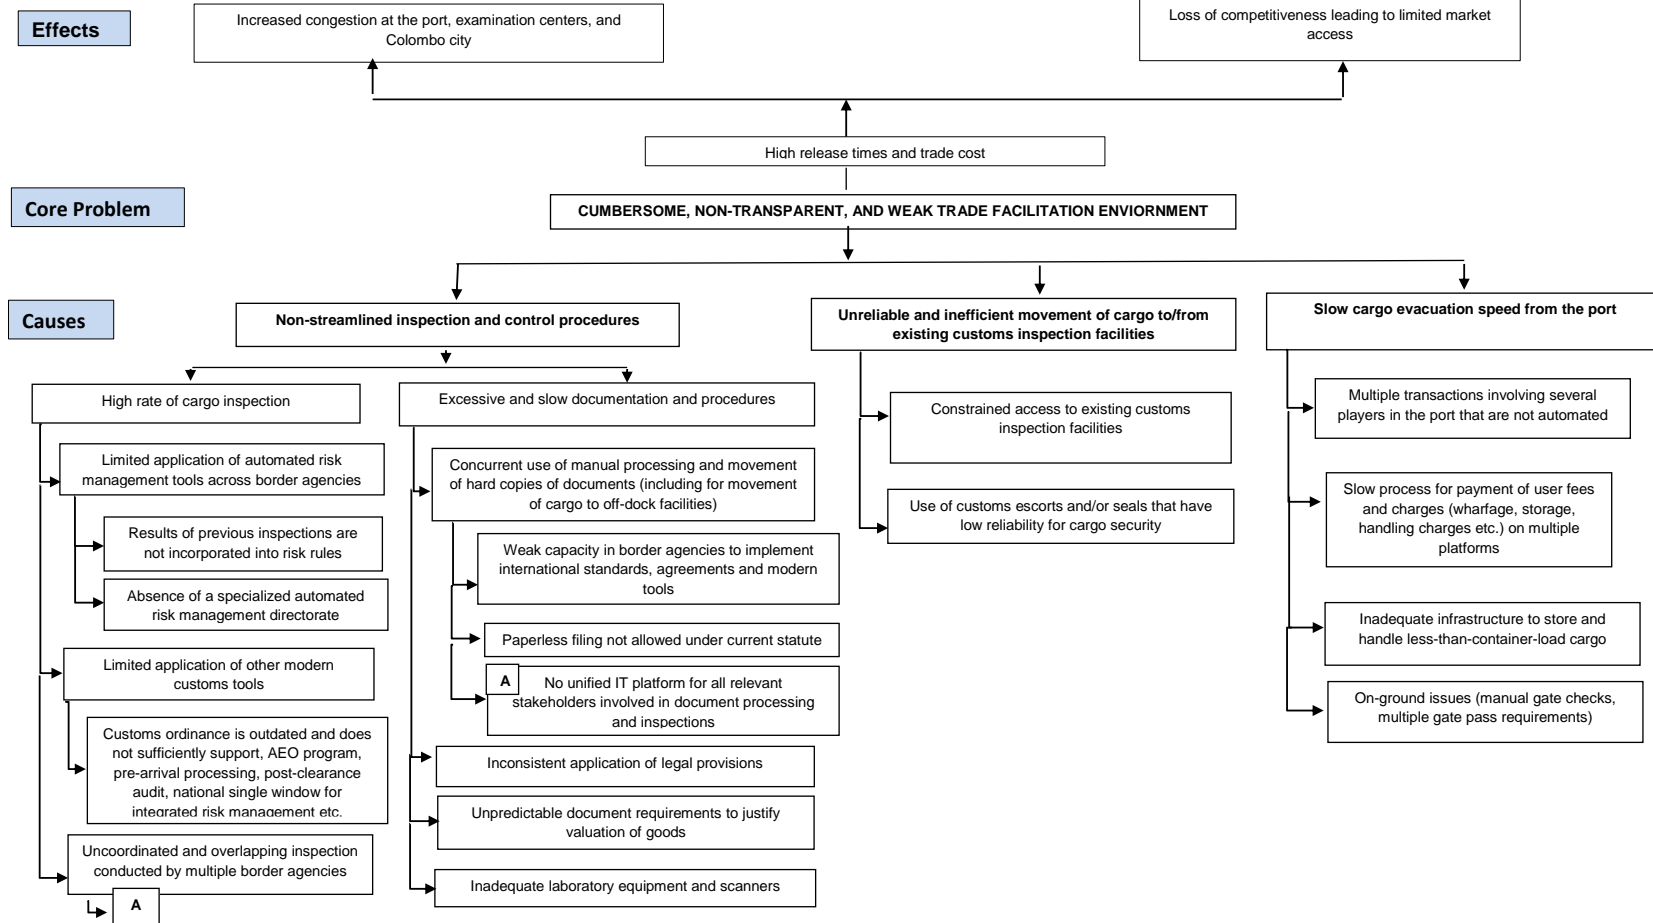 Effects
Increased congestion at the port, examination centers, and
Colombo city
Loss of competitiveness leading to limited market
access
High release times and trade cost
Core Problem
CUMBERSOME, NON-TRANSPARENT, AND WEAK TRADE FACILITATION ENVIORNMENT
Causes
Non-streamlined inspection and control procedures
Unreliable and inefficient movement of cargo to/from
existing customs inspection facilities
Slow cargo evacuation speed from the port
High rate of cargo inspection
Limited application of automated risk
management tools across border agencies
Results of previous inspections are
not incorporated into risk rules
Absence of a specialized automated
risk management directorate
Limited application of other modern
customs tools
Customs ordinance is outdated and does
not sufficiently support, AEO program,
pre-arrival processing, post-clearance
audit, national single window for
integrated risk management etc.
Uncoordinated and overlapping inspection
conducted by multiple border agencies
A
Excessive and slow documentation and procedures
Concurrent use of manual processing and movement
of hard copies of documents (including for movement
of cargo to off-dock facilities)
Weak capacity in border agencies to implement
international standards, agreements and modern
tools
Paperless filing not allowed under current statute
A
No unified IT platform for all relevant
stakeholders involved in document processing
and inspections
Inconsistent application of legal provisions
Unpredictable document requirements to justify
valuation of goods
Inadequate laboratory equipment and scanners
Constrained access to existing customs
inspection facilities
Use of customs escorts and/or seals that have
low reliability for cargo security
Multiple transactions involving several
players in the port that are not automated
Slow process for payment of user fees
and charges (wharfage, storage,
handling charges etc.) on multiple
platforms
Inadequate infrastructure to store and
handle less-than-container-load cargo
On-ground issues (manual gate checks,
multiple gate pass requirements)